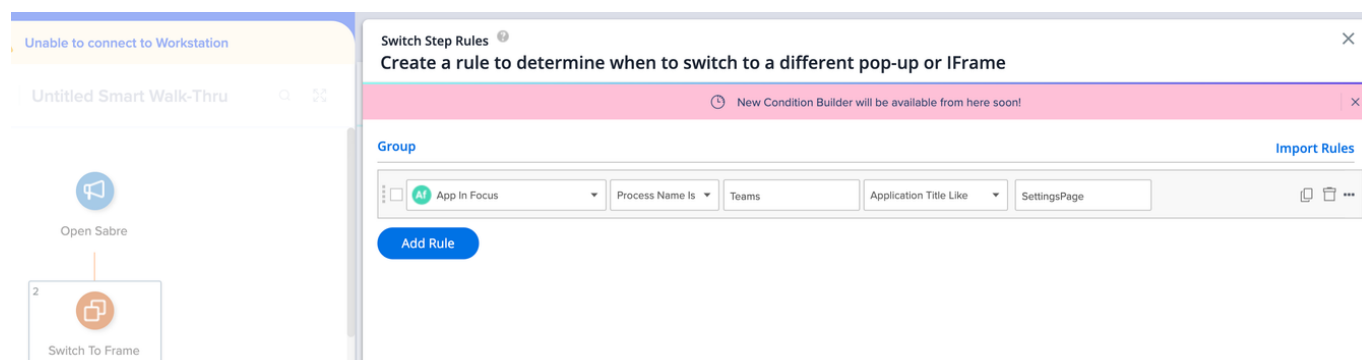 Unable to connect to Workstation
Untitled Smart Walk-Thru
Open Sabre
2
Switch To Frame
Switch Step Rules ?
Create a rule to determine when to switch to a different pop-up or IFrame
New Condition Builder will be available from here soon!
Group
Import Rules
Af App In Focus Process Name Is Teams Application Title Like SettingsPage
Add Rule